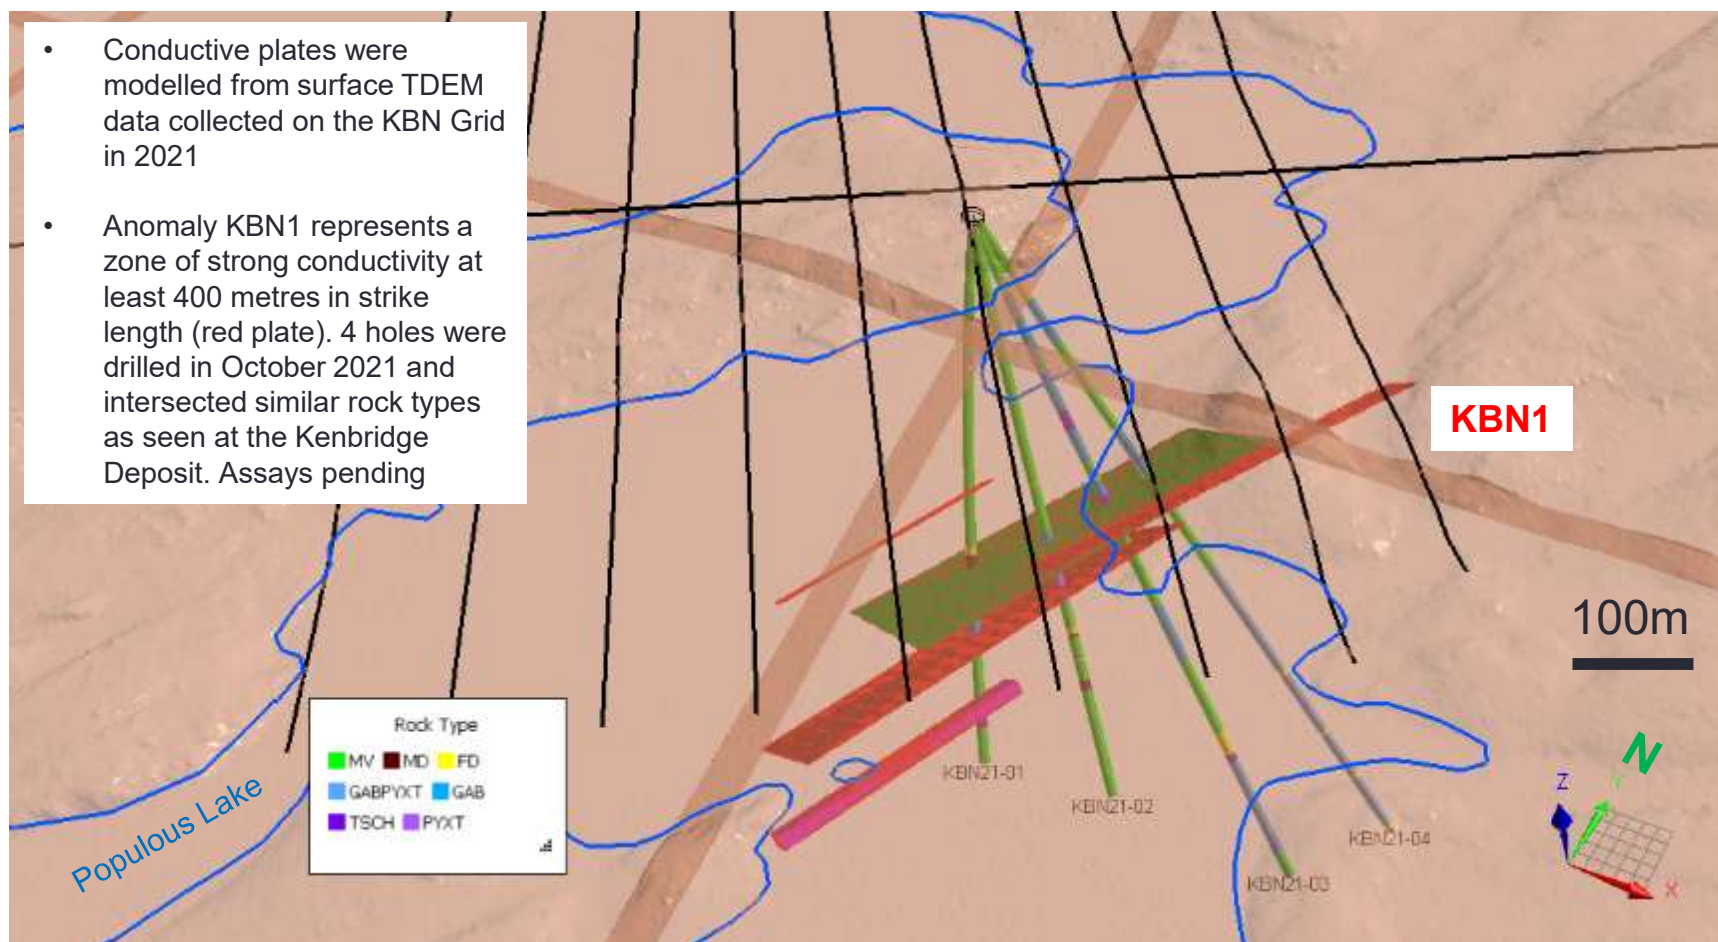 • Conductive plates were
modelled from surface TDEM
data collected on the KBN Grid
in 2021
• Anomaly KBN1 represents a
zone of strong conductivity at
least 400 metres in strike
length (red plate). 4 holes were
drilled in October 2021 and
intersected similar rock types
as seen at the Kenbridge
Deposit. Assays pending
KBN1
100m
Rock Type
MV MD FD
GABPYXT GAB
TSCH PYXT
Populous Lake
KBN21-01
KBN21-02
KBN21-03
KBN21-04
N
Z
Y
X